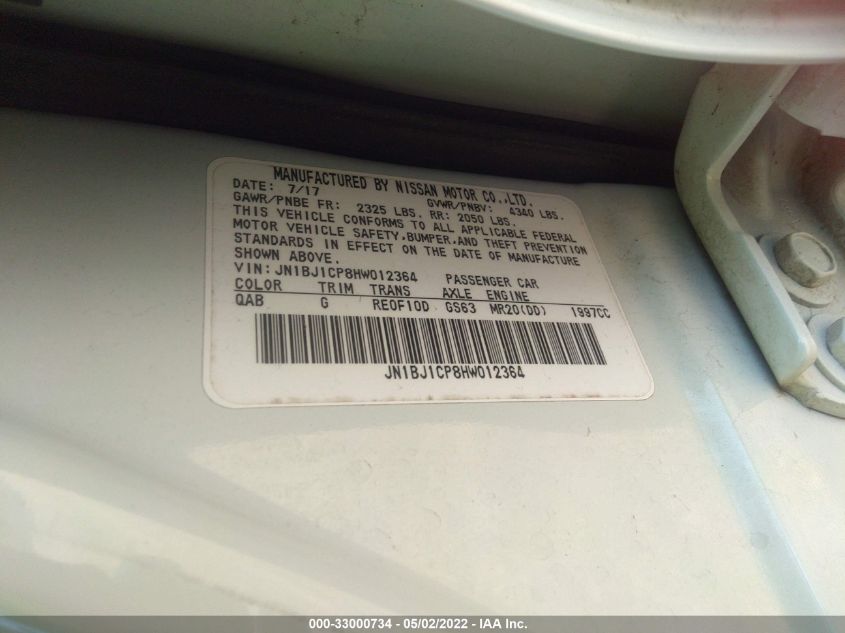 MANUFACTURED BY NISSAN MOTOR CO.,LTD.
DATE: 7/17 GVWR/PNBV: 4340 LBS.
GAWR/PNBE FR: 2325 LBS. RR: 2050 LBS.
THIS VEHICLE CONFORMS TO ALL APPLICABLE FEDERAL
MOTOR VEHICLE SAFETY,BUMPER,AND THEFT PREVENTION
STANDARDS IN EFFECT ON THE DATE OF MANUFACTURE
SHOWN ABOVE.
VIN: JN1BJ1CP8HW012364 PASSENGER CAR
COLOR TRIM TRANS AXLE ENGINE
QAB G RE0F10D GS63 MR20(DD) 1997CC
JN1BJ1CP8HW012364
000-33000734 - 05/02/2022 - IAA Inc.